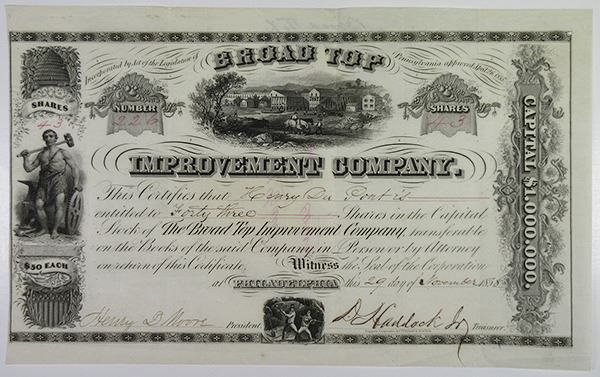 Incorporated by Act of the Legislature of Pennsylvania approved
BROAD TOP
SHARES
43
NUMBER
226
SHARES
43
IMPROVEMENT COMPANY.
This Certifies that Henry Du Pont is
entitled to Forty three Shares in the Capital
Stock of The Broad Top Improvement Company, transferable
on the Books of the said Company, in Person or by Attorney
on return of this Certificate. Witness the Seal of the Corporation
at PHILADELPHIA this 29 day of November 1858
$50 EACH
CAPITAL $1,000,000.
Henry D. Moore President. D. Haddock Jr Treasurer.